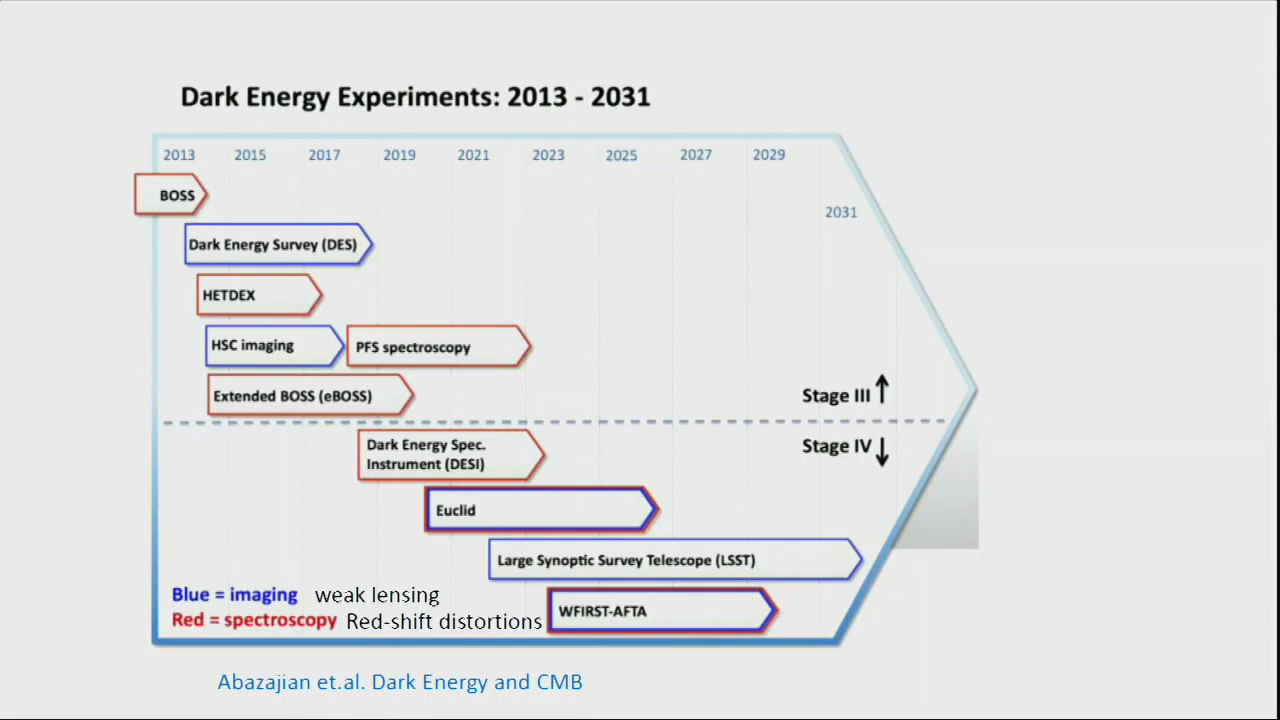 Dark Energy Experiments: 2013 - 2031
2013 2015 2017 2019 2021 2023 2025 2027 2029
2031
BOSS
Dark Energy Survey (DES)
HETDEX
HSC imaging
PFS spectroscopy
Extended BOSS (eBOSS)
Stage III
Stage IV
Dark Energy Spec.
Instrument (DESI)
Euclid
Large Synoptic Survey Telescope (LSST)
Blue = imaging weak lensing
Red = spectroscopy Red-shift distortions
WFIRST-AFTA
Abazajian et.al. Dark Energy and CMB